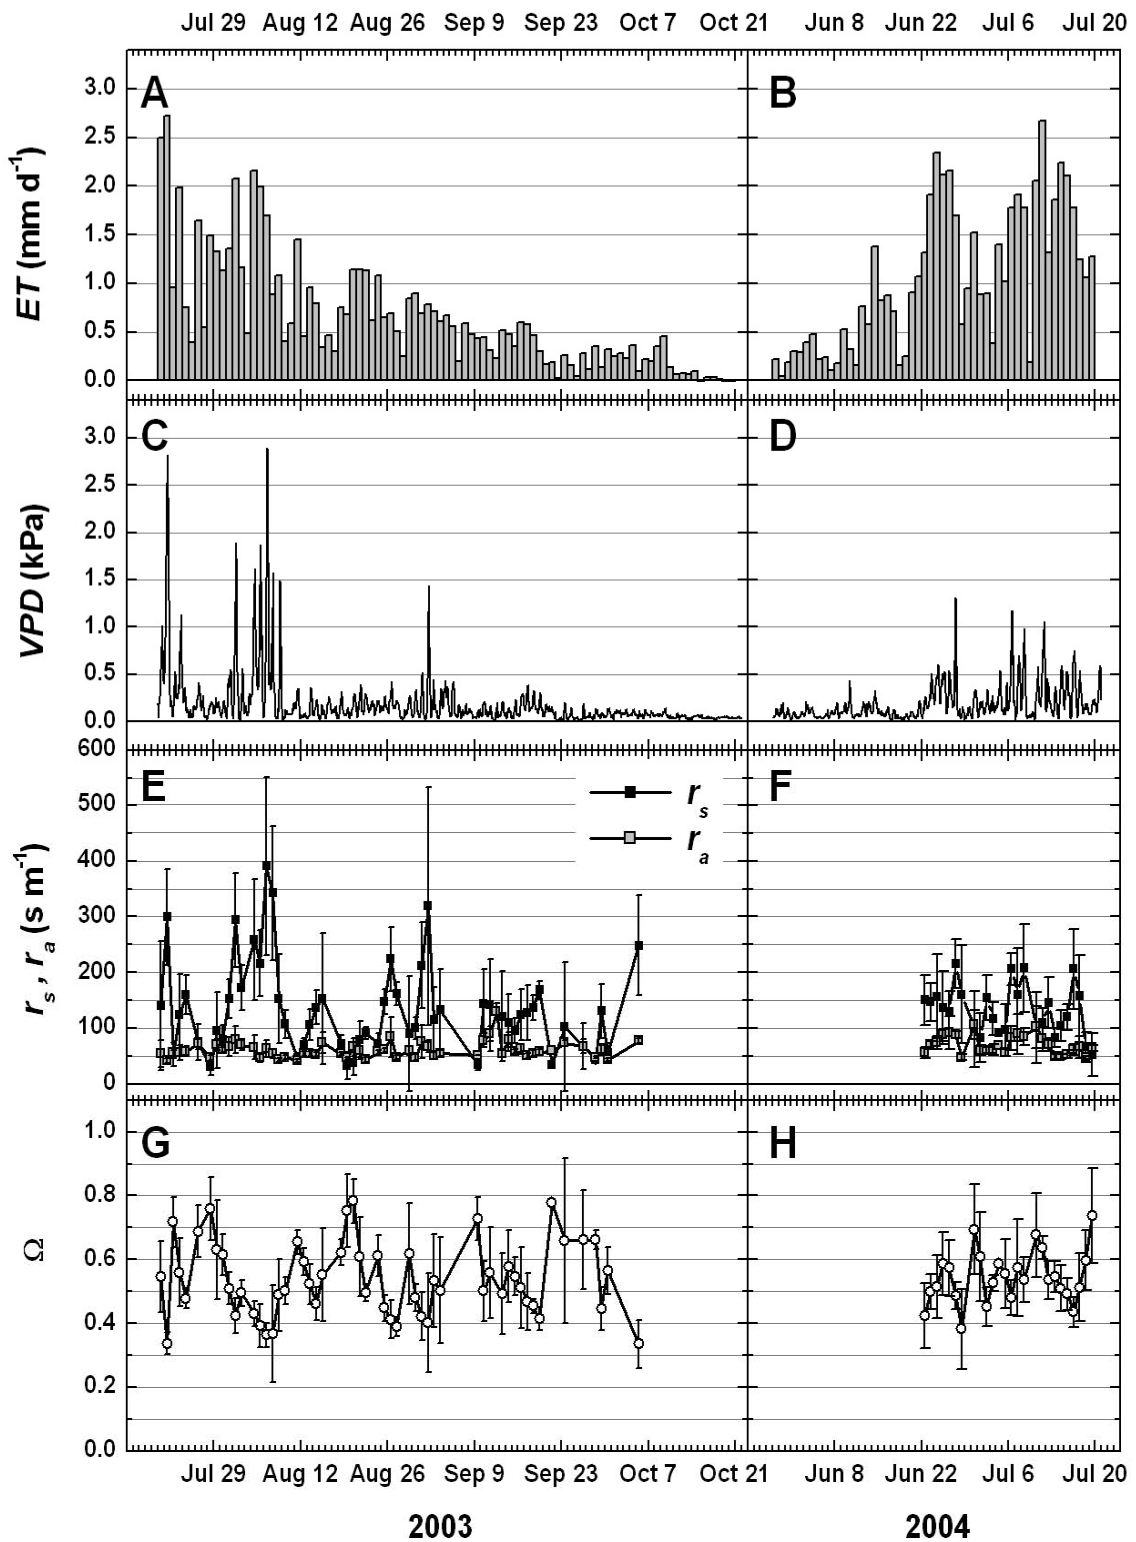 Jul 29 Aug 12 Aug 26 Sep 9 Sep 23 Oct 7 Oct 21 Jun 8 Jun 22 Jul 6 Jul 20
A B
3.0
2.5
2.0
1.5
1.0
0.5
0.0
ET (mm d-1)
C D
3.0
2.5
2.0
1.5
1.0
0.5
0.0
VPD (kPa)
600
E F
rs
ra
500
400
300
200
100
0
rs, ra (s m-1)
G H
1.0
0.8
0.6
0.4
0.2
0.0
Ω
Jul 29 Aug 12 Aug 26 Sep 9 Sep 23 Oct 7 Oct 21 Jun 8 Jun 22 Jul 6 Jul 20
2003 2004